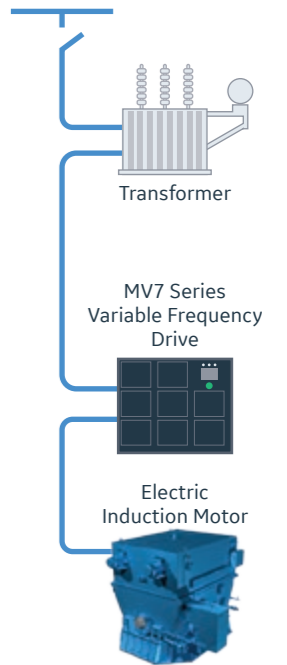 Transformer
MV7 Series
Variable Frequency
Drive
Electric
Induction Motor